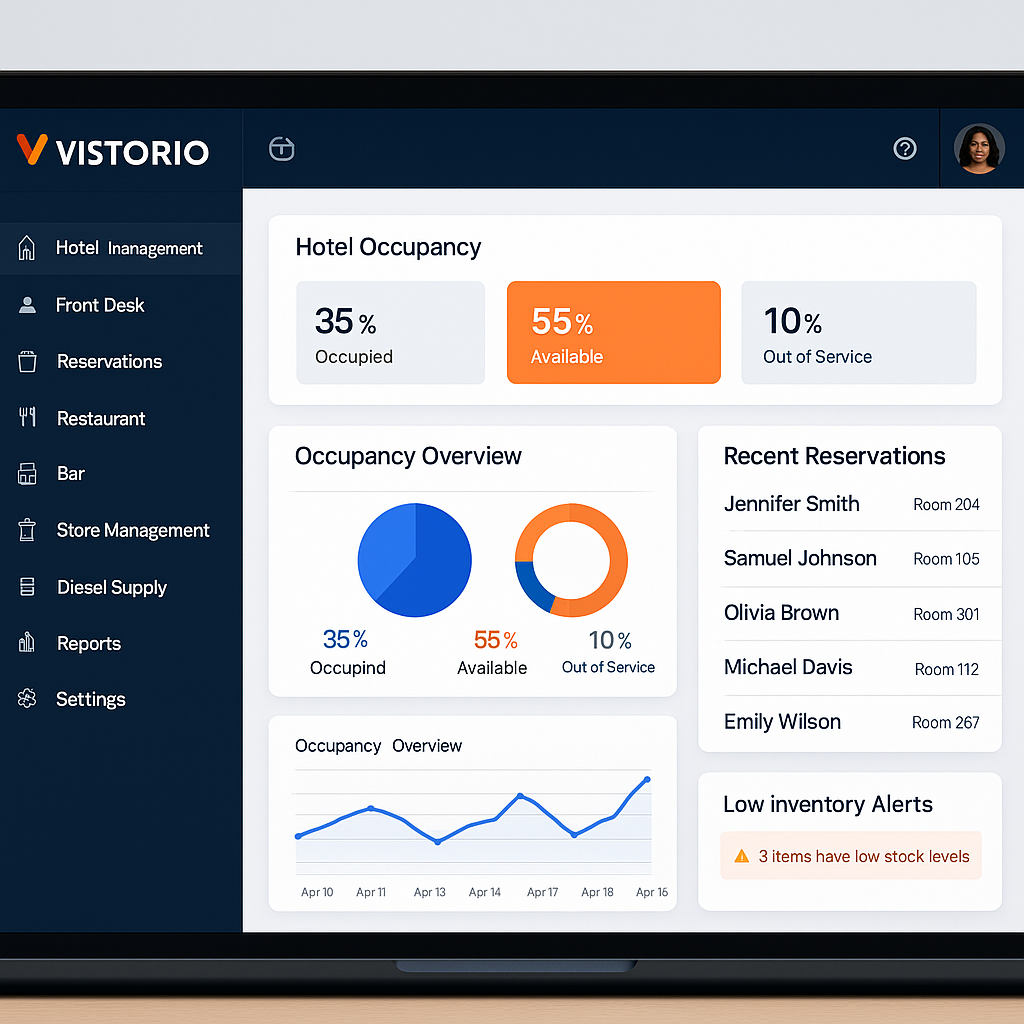 VISTORIO
Hotel Inanagement
Front Desk
Reservations
Restaurant
Bar
Store Management
Diesel Supply
Reports
Settings
Hotel Occupancy
35%
Occupied
55%
Available
10%
Out of Service
Occupancy Overview
35%
Occupind
55%
Available
10%
Out of Service
Occupancy Overview
Apr 10 Apr 11 Apr 13 Apr 14 Apr 17 Apr 18 Apr 16
Recent Reservations
Jennifer Smith Room 204
Samuel Johnson Room 105
Olivia Brown Room 301
Michael Davis Room 112
Emily Wilson Room 267
Low inventory Alerts
3 items have low stock levels